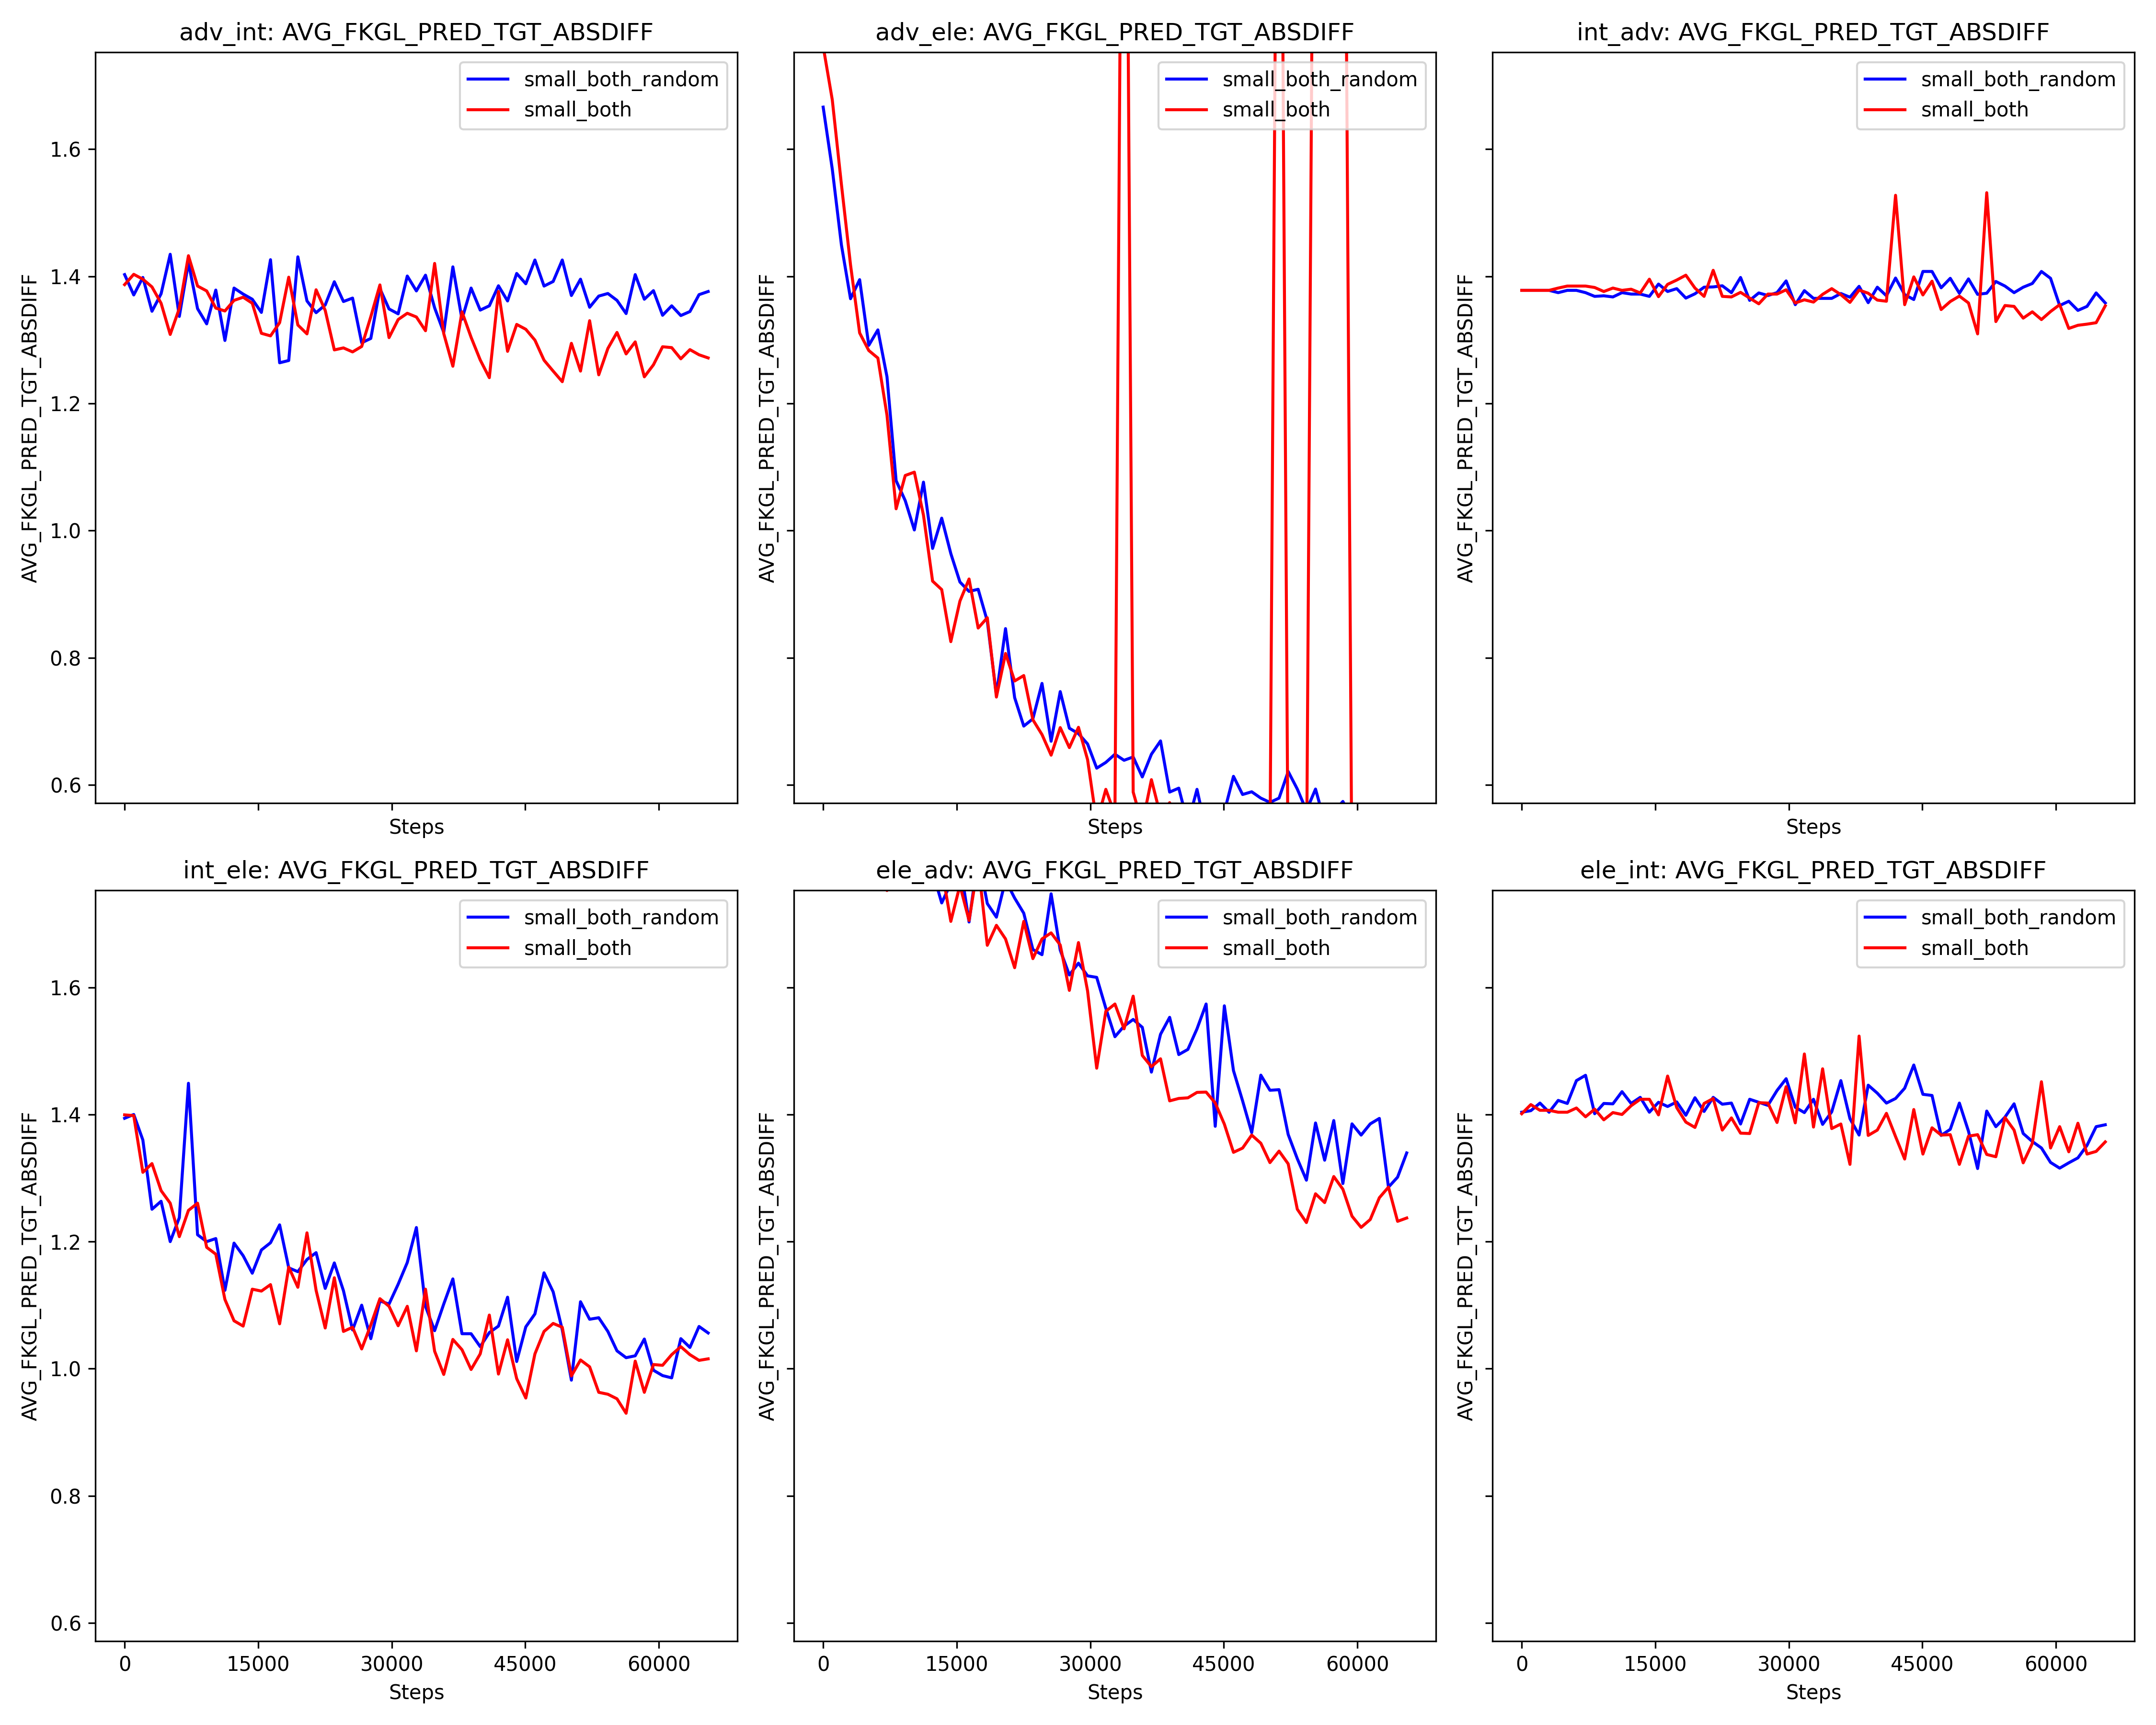 adv_int: AVG_FKGL_PRED_TGT_ABSDIFF
small_both_random
small_both
AVG_FKGL_PRED_TGT_ABSDIFF
1.6
1.4
1.2
1.0
0.8
0.6
Steps
adv_ele: AVG_FKGL_PRED_TGT_ABSDIFF
small_both_random
small_both
AVG_FKGL_PRED_TGT_ABSDIFF
Steps
int_adv: AVG_FKGL_PRED_TGT_ABSDIFF
small_both_random
small_both
AVG_FKGL_PRED_TGT_ABSDIFF
Steps
int_ele: AVG_FKGL_PRED_TGT_ABSDIFF
small_both_random
small_both
AVG_FKGL_PRED_TGT_ABSDIFF
1.6
1.4
1.2
1.0
0.8
0.6
0 15000 30000 45000 60000
Steps
ele_adv: AVG_FKGL_PRED_TGT_ABSDIFF
small_both_random
small_both
AVG_FKGL_PRED_TGT_ABSDIFF
0 15000 30000 45000 60000
Steps
ele_int: AVG_FKGL_PRED_TGT_ABSDIFF
small_both_random
small_both
AVG_FKGL_PRED_TGT_ABSDIFF
0 15000 30000 45000 60000
Steps